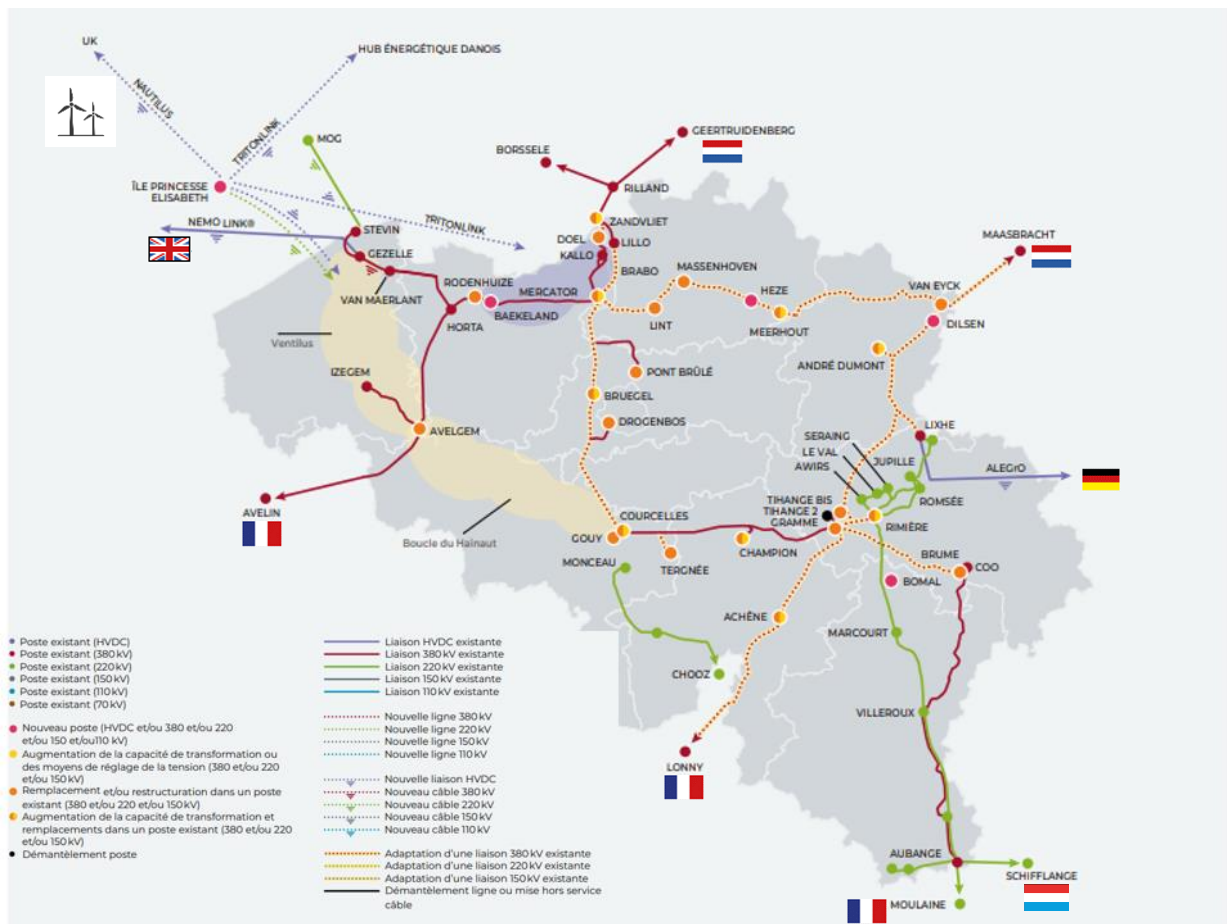 UK
HUB ÉNERGÉTIQUE DANOIS
NAUTILUS
TRITONLINK
MOG
GEERTRUIDENBERG
BORSSELE
ÎLE PRINCESSE
ELISABETH
RILLAND
NEMO LINK®
TRITONLINK
STEVIN
ZANDVLIET
DOEL
LILLO
KALLO
MAASBRACHT
GEZELLE
BRABO
MASSENHOVEN
RODENHUIZE
MERCATOR
HEZE
VAN EYCK
VAN MAERLANT
BAEKELAND
HORTA
LINT
MEERHOUT
DILSEN
Ventilus
ANDRÉ DUMONT
IZEGEM
PONT BRÛLÉ
BRUEGEL
DROGENBOS
AVELGEM
SERAING
LIXHE
LE VAL
JUPILLE
AWIRS
ALEGrO
AVELIN
TIHANGE BIS
ROMSÉE
TIHANGE 2
GRAMME
COURCELLES
RIMIÈRE
Boucle du Hainaut
GOUY
CHAMPION
BRUME
MONCEAU
TERGNÉE
COO
BOMAL
ACHÊNE
MARCOURT
CHOOZ
VILLEROUX
LONNY
AUBANGE
SCHIFFLANGE
MOULAINE
Poste existant (HVDC)
Poste existant (380 kV)
Poste existant (220 kV)
Poste existant (150 kV)
Poste existant (110 kV)
Poste existant (70 kV)
Nouveau poste (HVDC et/ou 380 et/ou 220
et/ou 150 et/ou110 kV)
Augmentation de la capacité de transformation ou
des moyens de réglage de la tension (380 et/ou 220
et/ou 150 kV)
Remplacement et/ou restructuration dans un poste
existant (380 et/ou 220 et/ou 150 kV)
Augmentation de la capacité de transformation et
remplacements dans un poste existant (380 et/ou 220
et/ou 150 kV)
Démantèlement poste
Liaison HVDC existante
Liaison 380 kV existante
Liaison 220 kV existante
Liaison 150 kV existante
Liaison 110 kV existante
Nouvelle ligne 380 kV
Nouvelle ligne 220 kV
Nouvelle ligne 150 kV
Nouvelle ligne 110 kV
Nouvelle liaison HVDC
Nouveau câble 380 kV
Nouveau câble 220 kV
Nouveau câble 150 kV
Nouveau câble 110 kV
Adaptation d'une liaison 380 kV existante
Adaptation d'une liaison 220 kV existante
Adaptation d'une liaison 150 kV existante
Démantèlement ligne ou mise hors service
câble